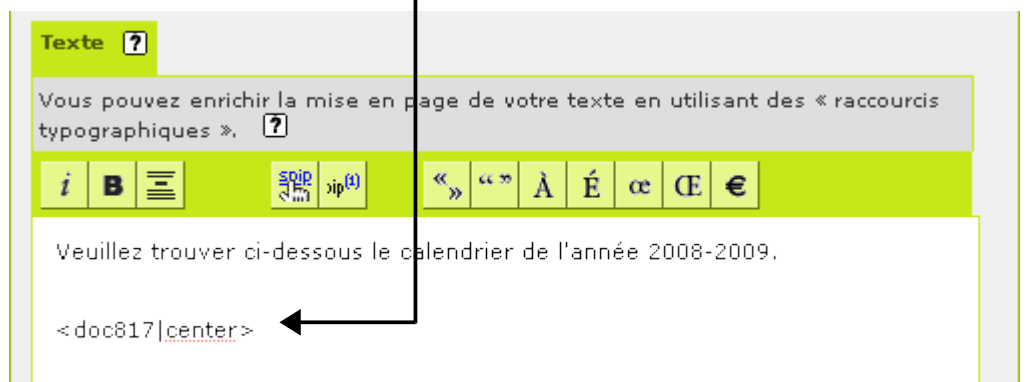 Texte ?
Vous pouvez enrichir la mise en page de votre texte en utilisant des « raccourcis
typographiques ». ?
i B spip ip(1) « » “ ” À É œ Œ €
Veuillez trouver ci-dessous le calendrier de l'année 2008-2009.
<doc817|center>